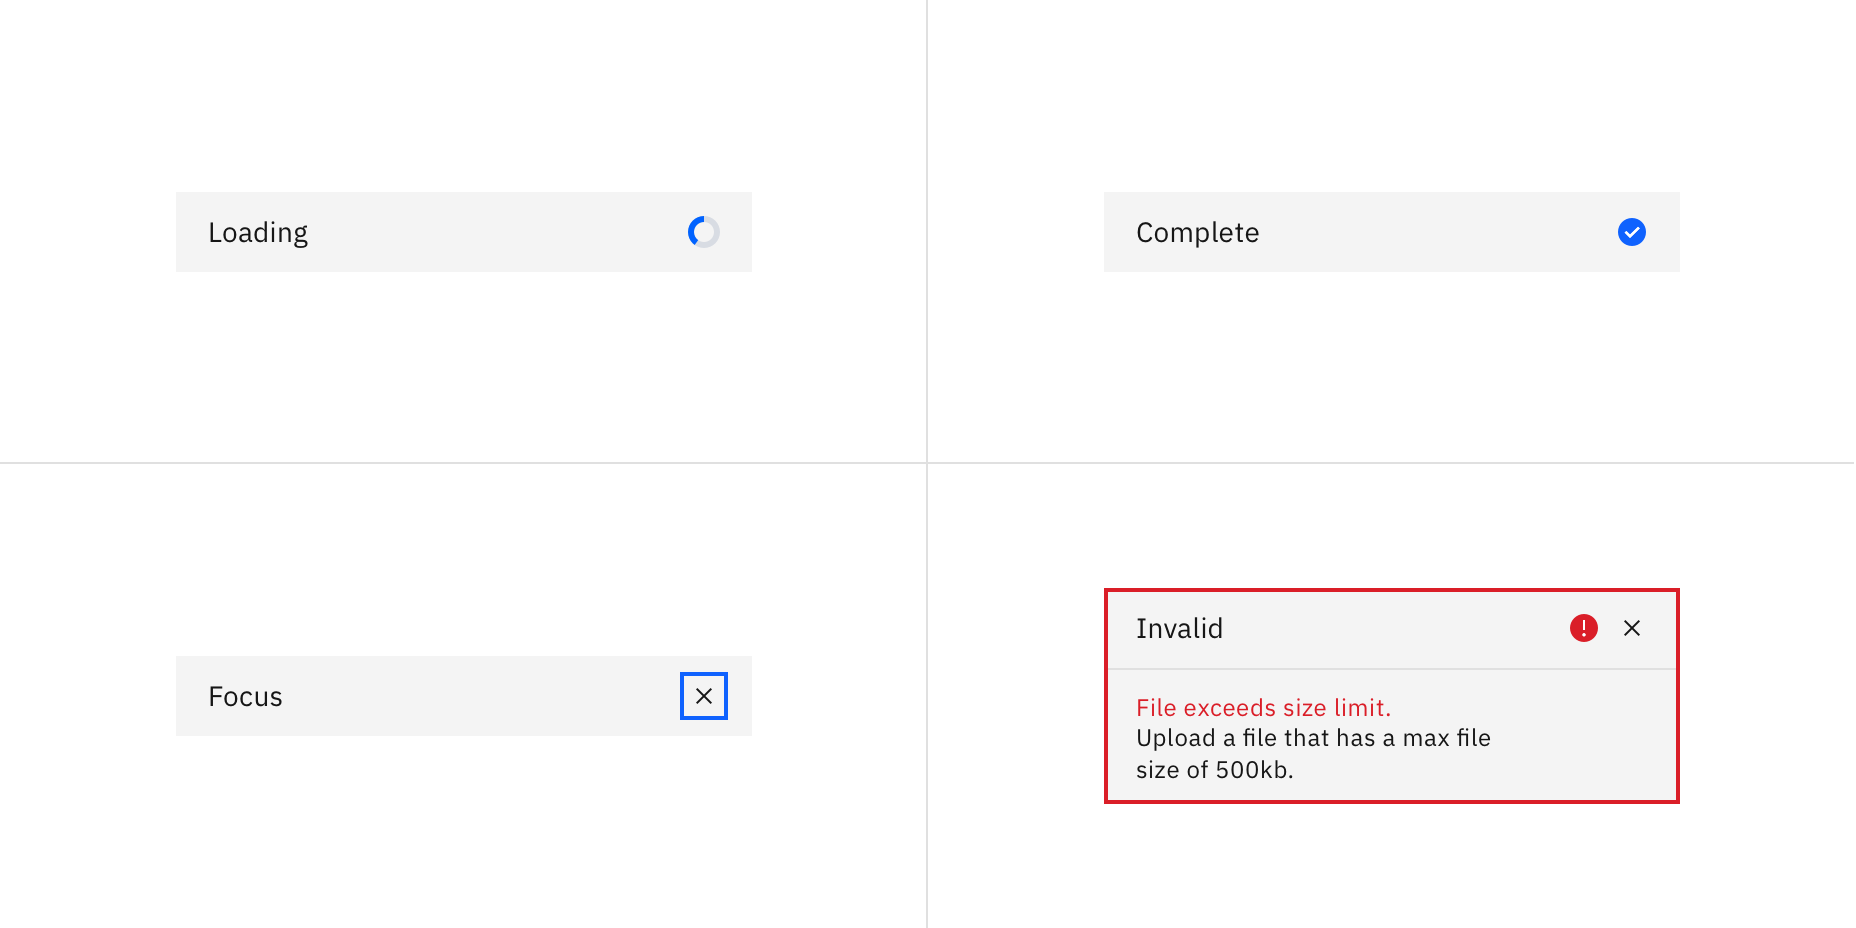 Loading
Complete
Focus
Invalid
File exceeds size limit.
Upload a file that has a max file
size of 500kb.